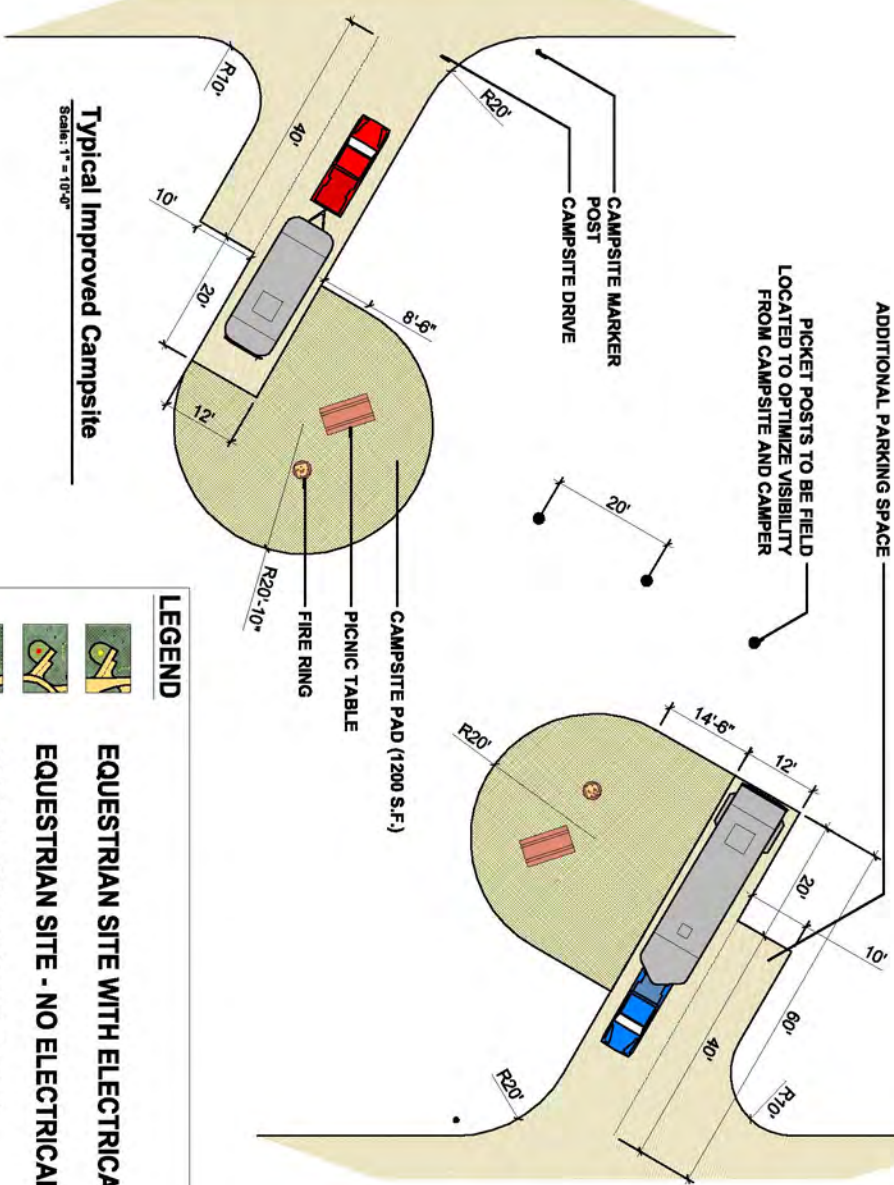 ADDITIONAL PARKING SPACE
PICKET POSTS TO BE FIELD
LOCATED TO OPTIMIZE VISIBILITY
FROM CAMPSITE AND CAMPER
CAMPSITE MARKER
POST
CAMPSITE DRIVE
R20'
R10'
40'
20'
10'
8'-6"
12'
R20'-10"
CAMPSITE PAD (1200 S.F.)
PICNIC TABLE
FIRE RING
20'
14'-6"
12'
R20'
20'
10'
60'
40'
R10'
R20'
Typical Improved Campsite
Scale: 1" = 10'-0"
LEGEND
EQUESTRIAN SITE WITH ELECTRICA
EQUESTRIAN SITE - NO ELECTRICAL